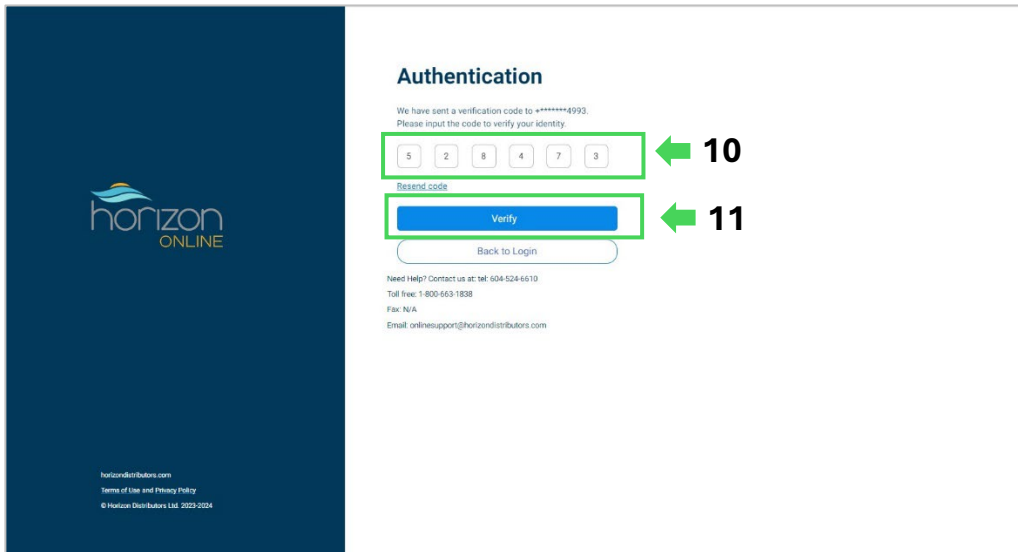 horizon
ONLINE
horizondistributors.com
Terms of Use and Privacy Policy
© Horizon Distributors Ltd. 2023-2024
Authentication
We have sent a verification code to +*******4993.
Please input the code to verify your identity.
5 2 8 4 7 3
10
Resend code
Verify
11
Back to Login
Need Help? Contact us at: tel: 604-524-6610
Toll free: 1-800-663-1838
Fax: N/A
Email: onlinesupport@horizondistributors.com